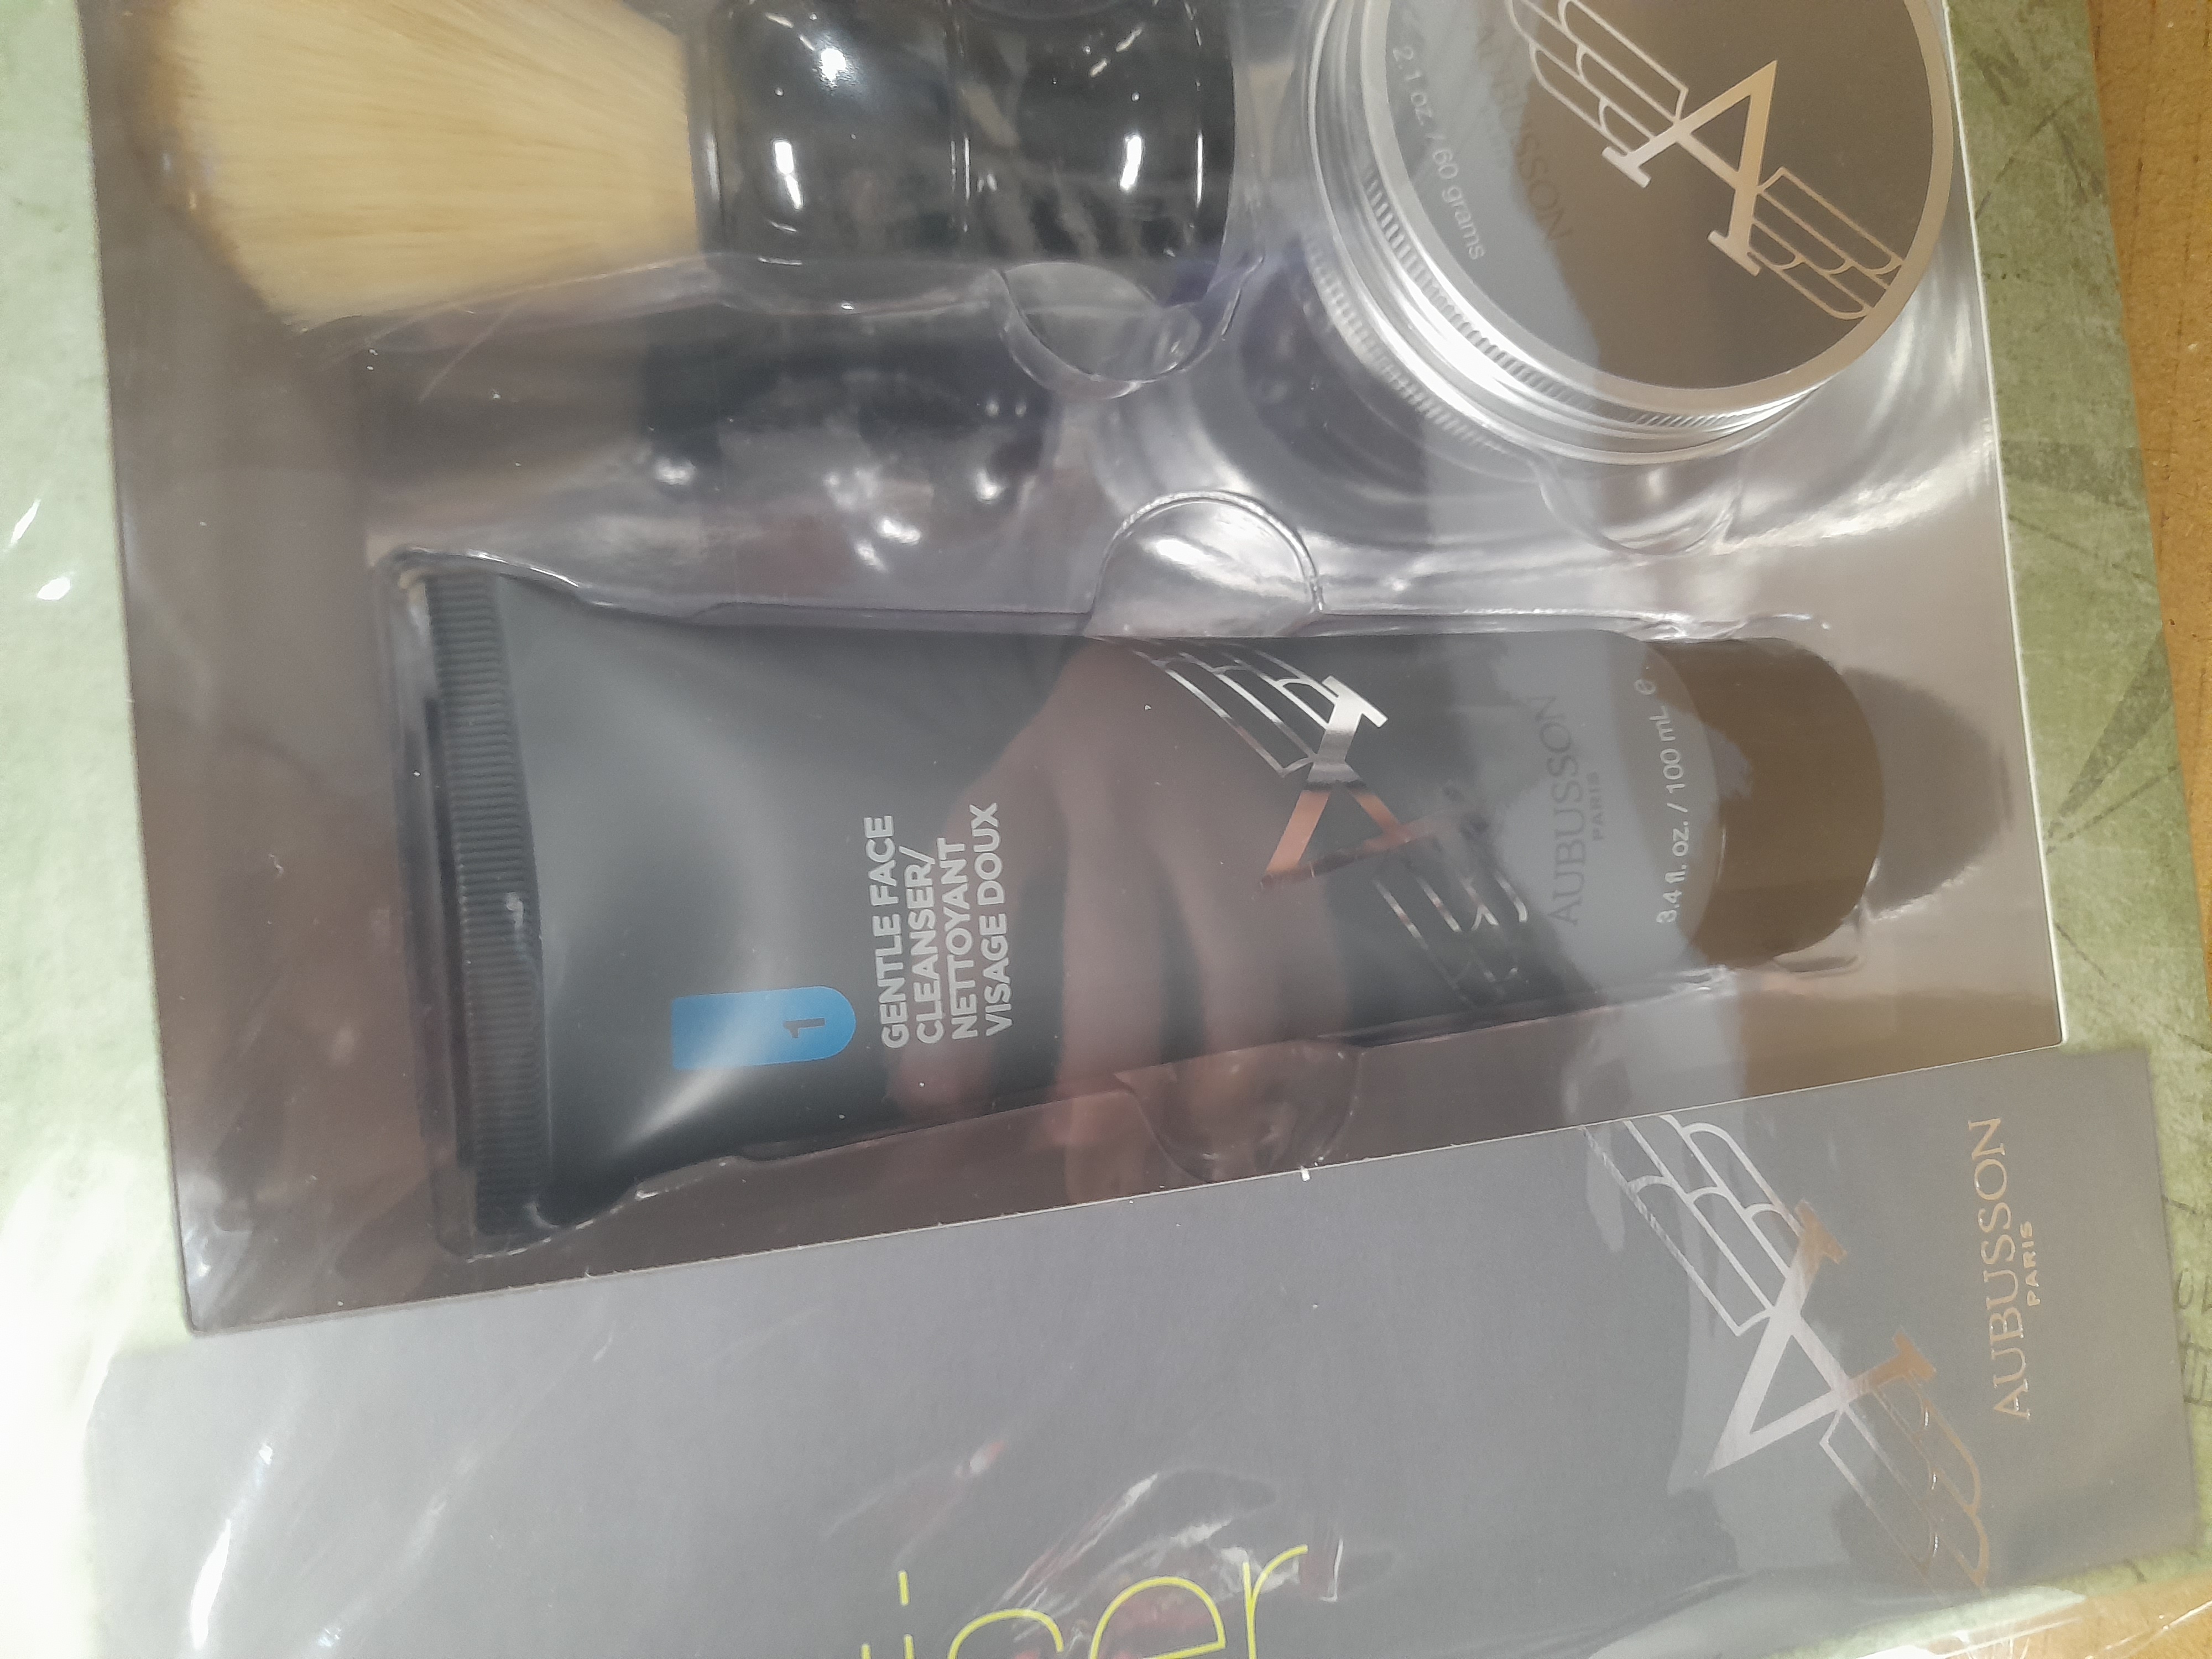 1
GENTLE FACE
CLEANSER/
NETTOYANT
VISAGE DOUX
A
AUBUSSON
PARIS
3.4 fl. oz. / 100 mL e
2.1 oz / 60 grams
AUBUSSON
A
A
AUBUSSON
PARIS